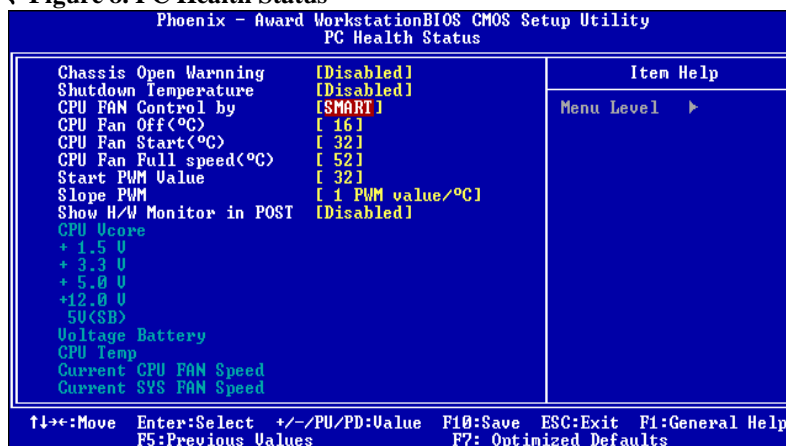 Figure 8. PC Health Status
Phoenix - Award WorkstationBIOS CMOS Setup Utility
PC Health Status
Chassis Open Warnning [Disabled]
Shutdown Temperature [Disabled]
CPU FAN Control by [SMART]
CPU Fan Off(ºC) [ 16]
CPU Fan Start(ºC) [ 32]
CPU Fan Full speed(ºC) [ 52]
Start PWM Value [ 32]
Slope PWM [ 1 PWM value/ºC]
Show H/W Monitor in POST [Disabled]
CPU Vcore
+ 1.5 V
+ 3.3 V
+ 5.0 V
+12.0 V
5V(SB)
Voltage Battery
CPU Temp
Current CPU FAN Speed
Current SYS FAN Speed
Item Help
Menu Level ▶
↑↓→←:Move Enter:Select +/-/PU/PD:Value F10:Save ESC:Exit F1:General Help
F5:Previous Values F7: Optimized Defaults